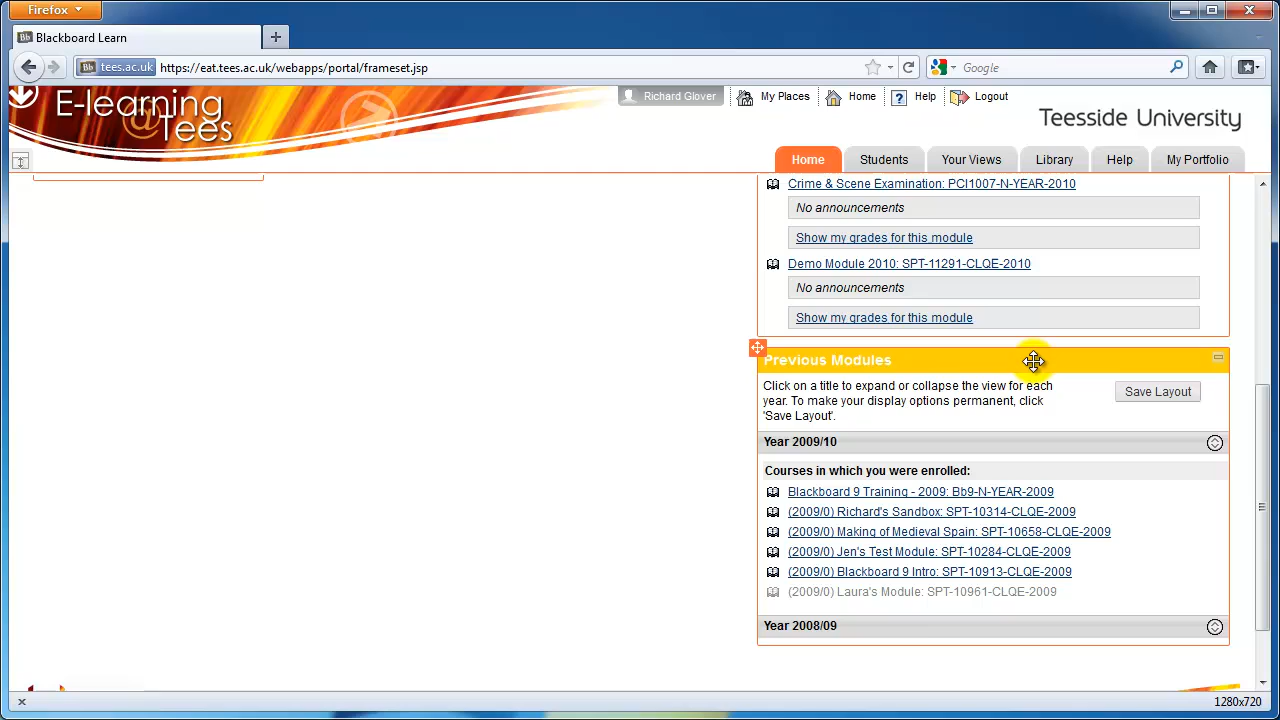 Firefox
Blackboard Learn
tees.ac.uk https://eat.tees.ac.uk/webapps/portal/frameset.jsp
Google
E-learning
@
Tees
Richard Glover My Places Home Help Logout
Teesside University
Home Students Your Views Library Help My Portfolio
Crime & Scene Examination: PCI1007-N-YEAR-2010
No announcements
Show my grades for this module
Demo Module 2010: SPT-11291-CLQE-2010
No announcements
Show my grades for this module
Previous Modules
Click on a title to expand or collapse the view for each
year. To make your display options permanent, click
'Save Layout'.
Save Layout
Year 2009/10
Courses in which you were enrolled:
Blackboard 9 Training - 2009: Bb9-N-YEAR-2009
(2009/0) Richard's Sandbox: SPT-10314-CLQE-2009
(2009/0) Making of Medieval Spain: SPT-10658-CLQE-2009
(2009/0) Jen's Test Module: SPT-10284-CLQE-2009
(2009/0) Blackboard 9 Intro: SPT-10913-CLQE-2009
(2009/0) Laura's Module: SPT-10961-CLQE-2009
Year 2008/09
1280x720